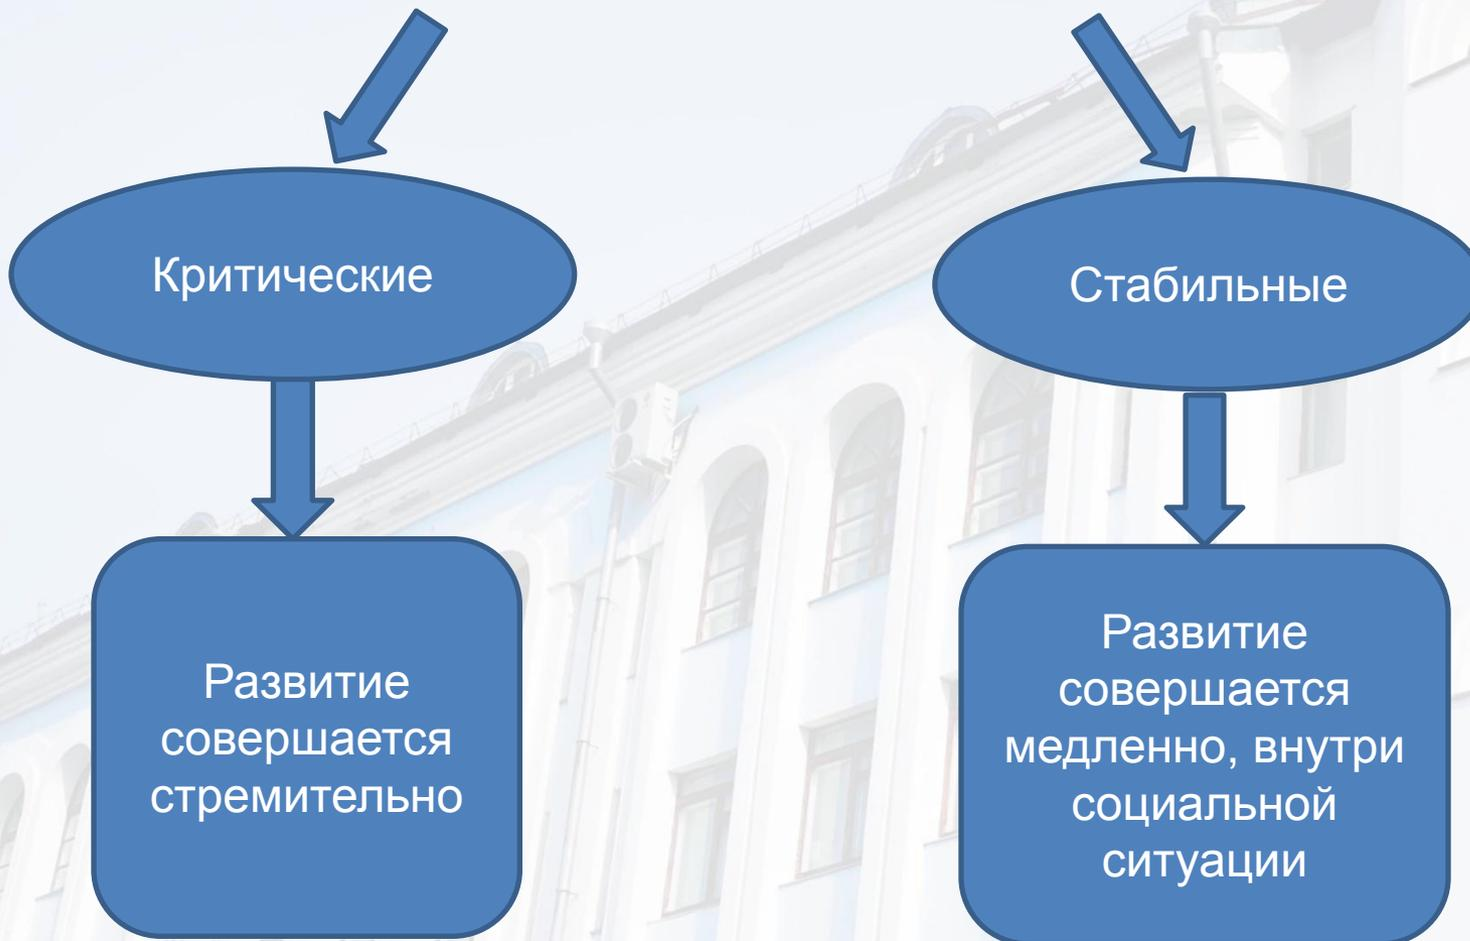 Критические
Стабильные
Развитие
совершается
стремительно
Развитие
совершается
медленно, внутри
социальной
ситуации